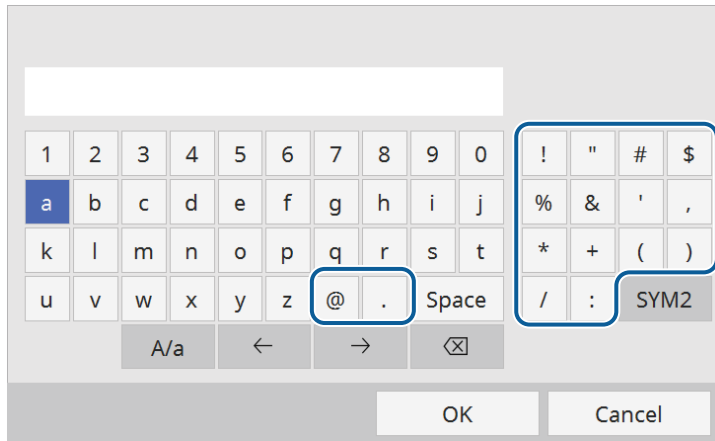 1 2 3 4 5 6 7 8 9 0 ! " # $
a b c d e f g h i j % & ' ,
k l m n o p q r s t * + ( )
u v w x y z @ . Space / : SYM2
A/a ← → ⌫
OK Cancel